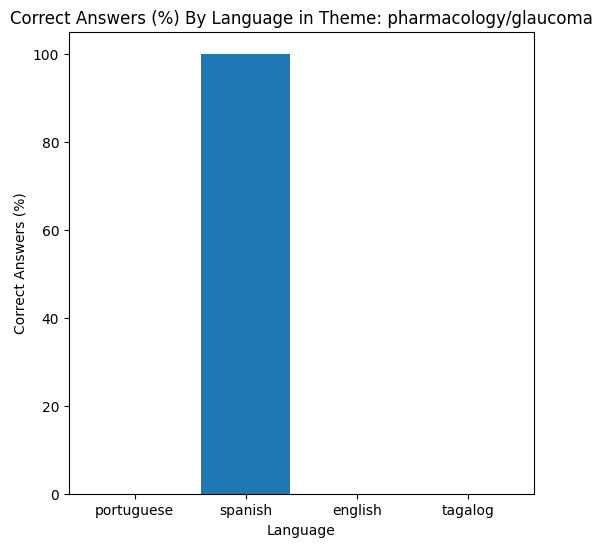 Correct Answers (%) By Language in Theme: pharmacology/glaucoma
100
80
60
40
20
0
Correct Answers (%)
portuguese spanish english tagalog
Language